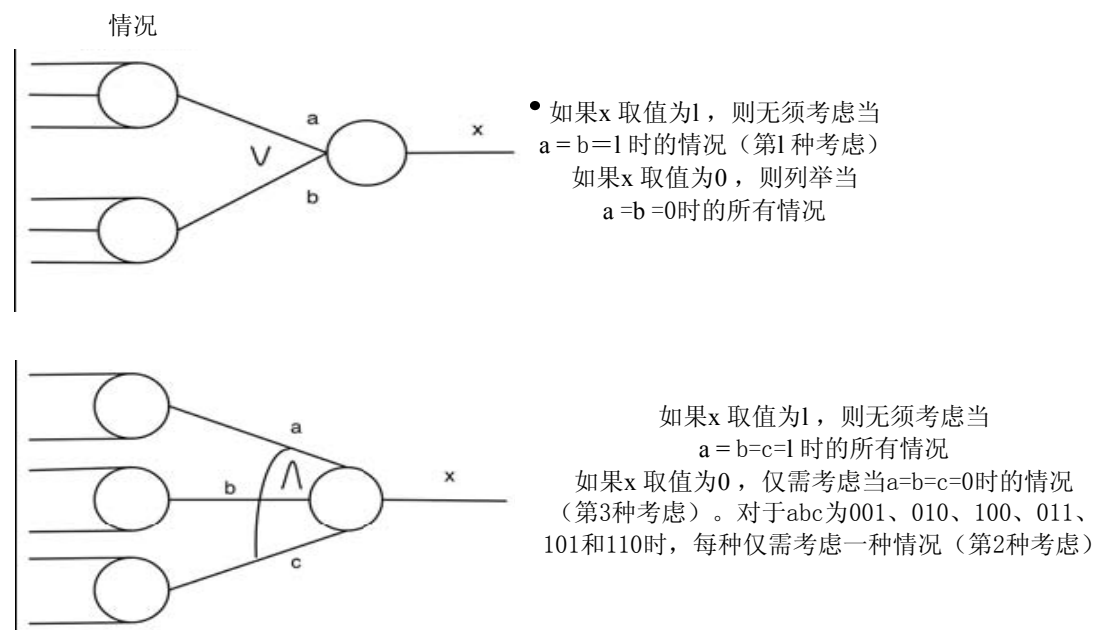 情况
a
V
b
x
• 如果x 取值为l，则无须考虑当
a = b＝l 时的情况（第l 种考虑）
如果x 取值为0，则列举当
a =b =0时的所有情况
a
b
Λ
c
x
如果x 取值为l，则无须考虑当
a = b=c=l 时的所有情况
如果x 取值为0，仅需考虑当a=b=c=0时的情况
（第3种考虑）。对于abc为001、010、100、011、
101和110时，每种仅需考虑一种情况（第2种考虑）